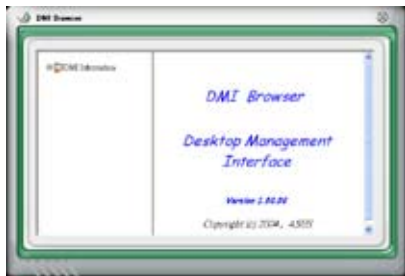 DMI Browser
DMI Information
DMI Browser
Desktop Management
Interface
Version 1.00.00
Copyright (c) 2004, ASUS